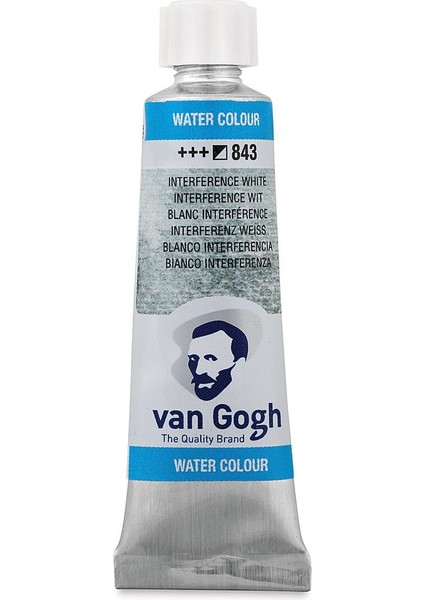 WATER COLOUR
+++ 843
INTERFERENCE WHITE
INTERFERENCE WIT
BLANC INTERFÉRENCE
INTERFERENZ WEISS
BLANCO INTERFERENCIA
BIANCO INTERFERENZA
van Gogh
The Quality Brand
WATER COLOUR